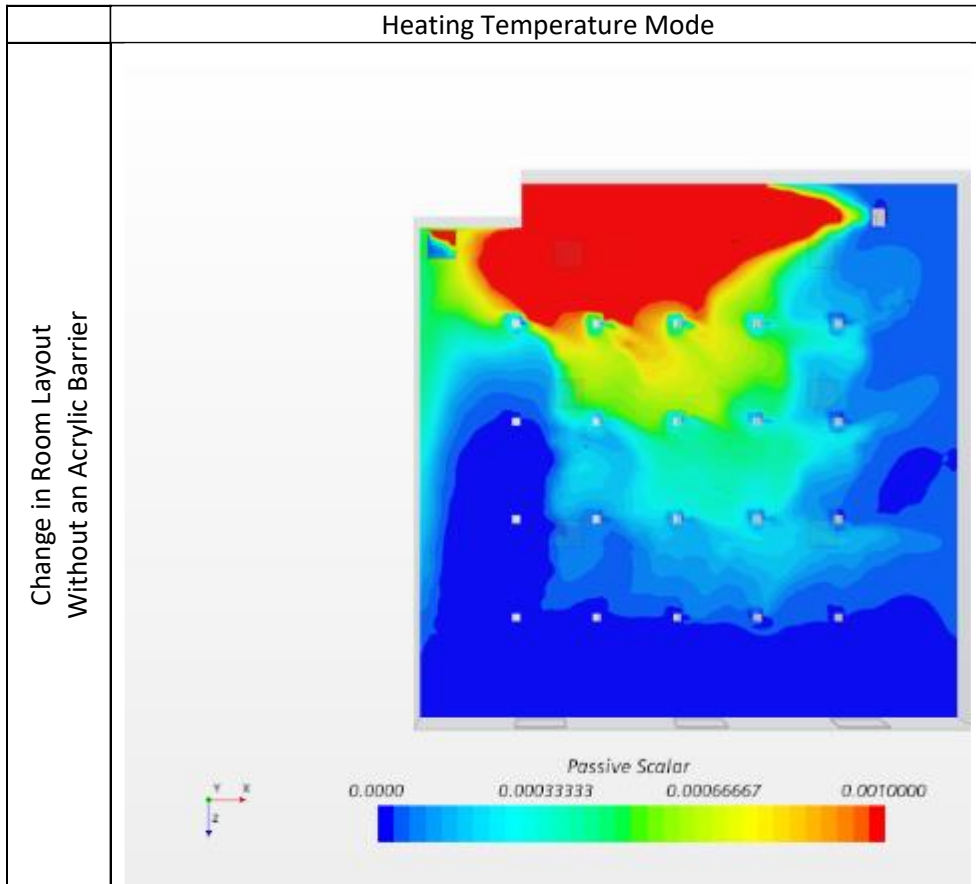 Heating Temperature Mode
Change in Room Layout
Without an Acrylic Barrier
Passive Scalar
0.0000 0.00033333 0.00066667 0.0010000
Y X
Z